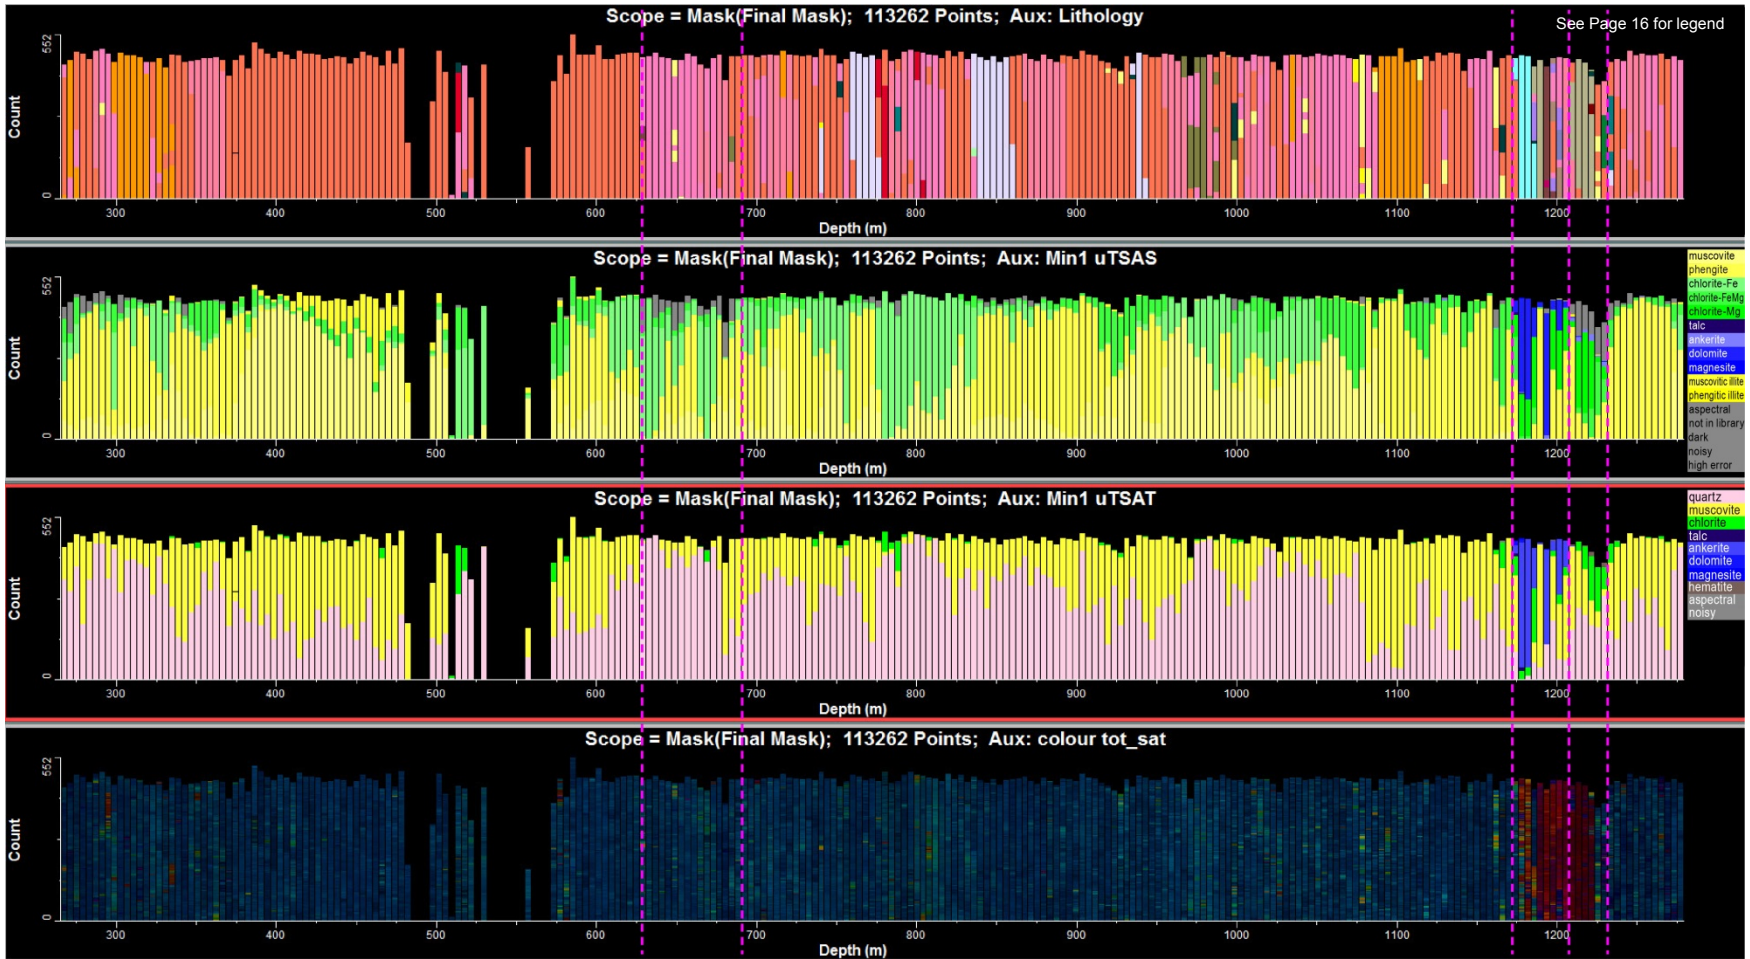 Scope = Mask(Final Mask);  113262 Points;  Aux: Lithology
See Page 16 for legend
552
Count
0
300 400 500 600 700 800 900 1000 1100 1200
Depth (m)
Scope = Mask(Final Mask);  113262 Points;  Aux: Min1 uTSAS
552
Count
0
300 400 500 600 700 800 900 1000 1100 1200
Depth (m)
muscovite
phengite
chlorite-Fe
chlorite-FeMg
chlorite-Mg
talc
ankerite
dolomite
magnesite
muscovitic illite
phengitic illite
aspectral
not in library
dark
noisy
high error
Scope = Mask(Final Mask);  113262 Points;  Aux: Min1 uTSAT
552
Count
0
300 400 500 600 700 800 900 1000 1100 1200
Depth (m)
quartz
muscovite
chlorite
talc
ankerite
dolomite
magnesite
hematite
aspectral
noisy
Scope = Mask(Final Mask);  113262 Points;  Aux: colour tot_sat
552
Count
0
300 400 500 600 700 800 900 1000 1100 1200
Depth (m)